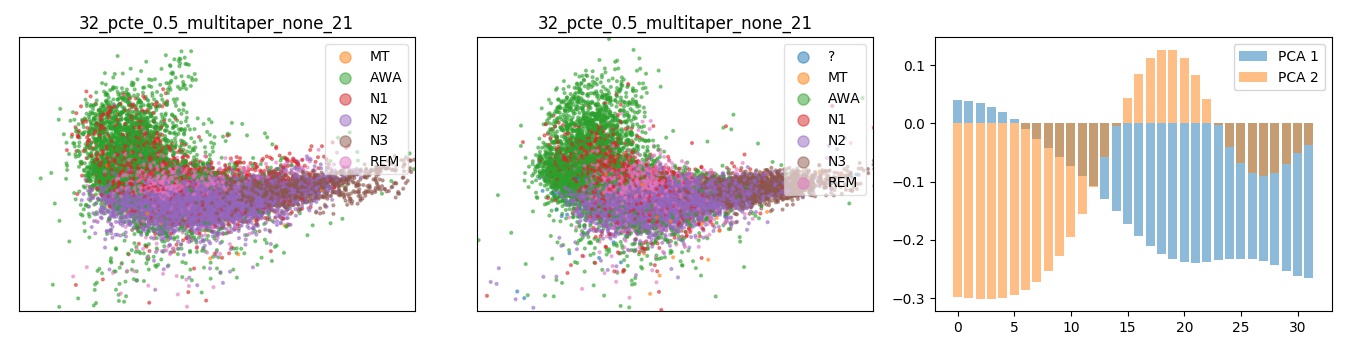 32_pcte_0.5_multitaper_none_21
MT
AWA
N1
N2
N3
REM
32_pcte_0.5_multitaper_none_21
?
MT
AWA
N1
N2
N3
REM
PCA 1
PCA 2
0.1
0.0
−0.1
−0.2
−0.3
0 5 10 15 20 25 30